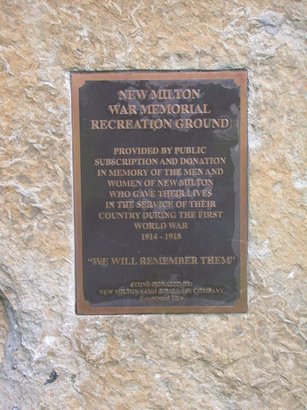 NEW MILTON
WAR MEMORIAL
RECREATION GROUND
PROVIDED BY PUBLIC
SUBSCRIPTION AND DONATION
IN MEMORY OF THE MEN AND
WOMEN OF NEW MILTON
WHO GAVE THEIR LIVES
IN THE SERVICE OF THEIR
COUNTRY DURING THE FIRST
WORLD WAR
1914 - 1918
"WE WILL REMEMBER THEM"
STONE DONATED BY
NEW MILTON SAND & BALLAST COMPANY